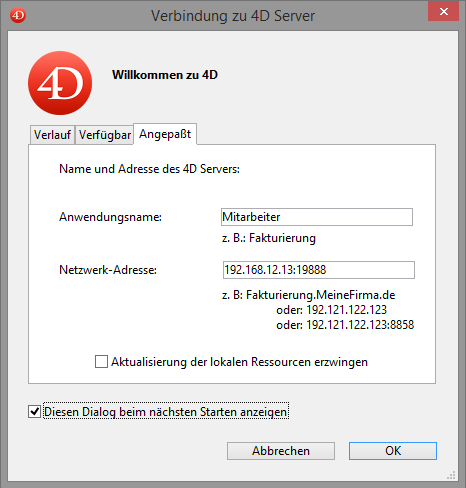 4D
Verbindung zu 4D Server
4D
Willkommen zu 4D
Verlauf
Verfügbar
Angepaßt
Name und Adresse des 4D Servers:
Anwendungsname:
Mitarbeiter
z. B.: Fakturierung
Netzwerk-Adresse:
192.168.12.13:19888
z. B: Fakturierung.MeineFirma.de
oder: 192.121.122.123
oder: 192.121.122.123:8858
Aktualisierung der lokalen Ressourcen erzwingen
Diesen Dialog beim nächsten Starten anzeigen
Abbrechen
OK